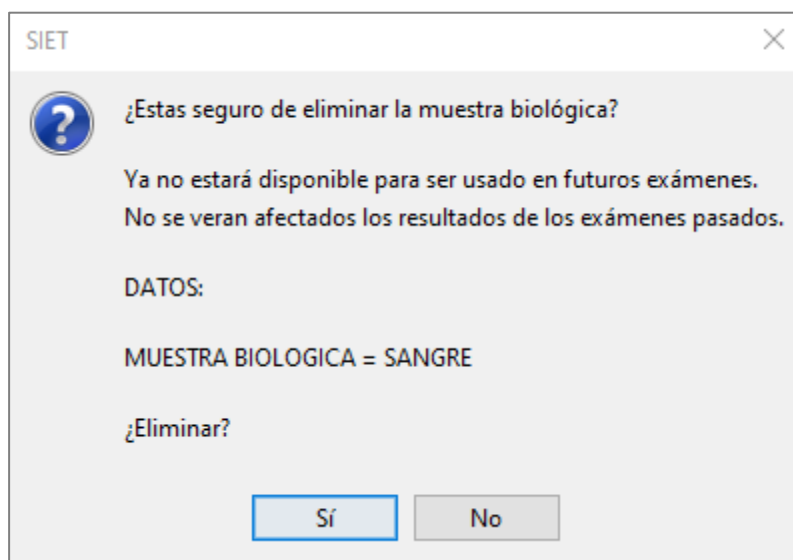 SIET
¿Estas seguro de eliminar la muestra biológica?
Ya no estará disponible para ser usado en futuros exámenes.
No se veran afectados los resultados de los exámenes pasados.
DATOS:
MUESTRA BIOLOGICA = SANGRE
¿Eliminar?
Sí
No